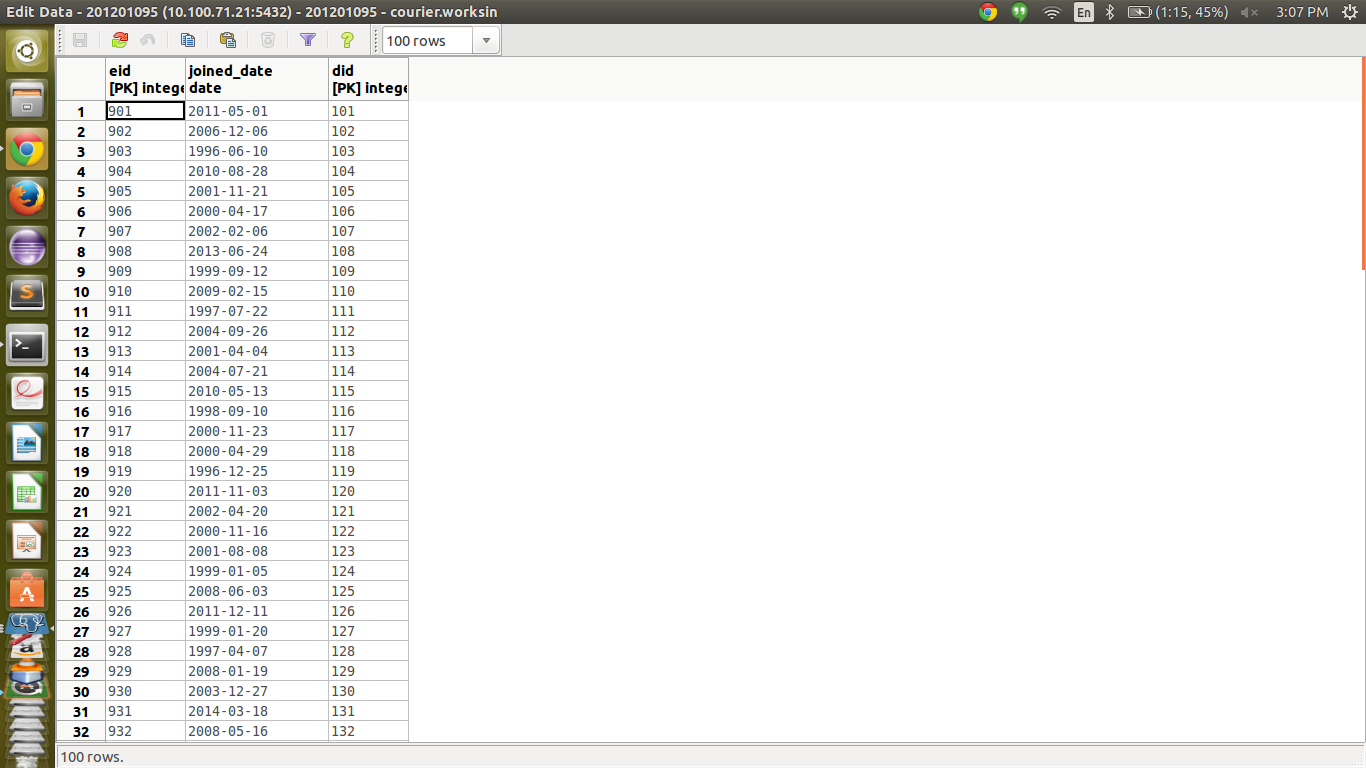 Edit Data - 201201095 (10.100.71.21:5432) - 201201095 - courier.worksin
En (1:15, 45%) 3:07 PM
100 rows
eid joined_date did
[PK] intege date [PK] intege
1 901 2011-05-01 101
2 902 2006-12-06 102
3 903 1996-06-10 103
4 904 2010-08-28 104
5 905 2001-11-21 105
6 906 2000-04-17 106
7 907 2002-02-06 107
8 908 2013-06-24 108
9 909 1999-09-12 109
10 910 2009-02-15 110
11 911 1997-07-22 111
12 912 2004-09-26 112
13 913 2001-04-04 113
14 914 2004-07-21 114
15 915 2010-05-13 115
16 916 1998-09-10 116
17 917 2000-11-23 117
18 918 2000-04-29 118
19 919 1996-12-25 119
20 920 2011-11-03 120
21 921 2002-04-20 121
22 922 2000-11-16 122
23 923 2001-08-08 123
24 924 1999-01-05 124
25 925 2008-06-03 125
26 926 2011-12-11 126
27 927 1999-01-20 127
28 928 1997-04-07 128
29 929 2008-01-19 129
30 930 2003-12-27 130
31 931 2014-03-18 131
32 932 2008-05-16 132
100 rows.